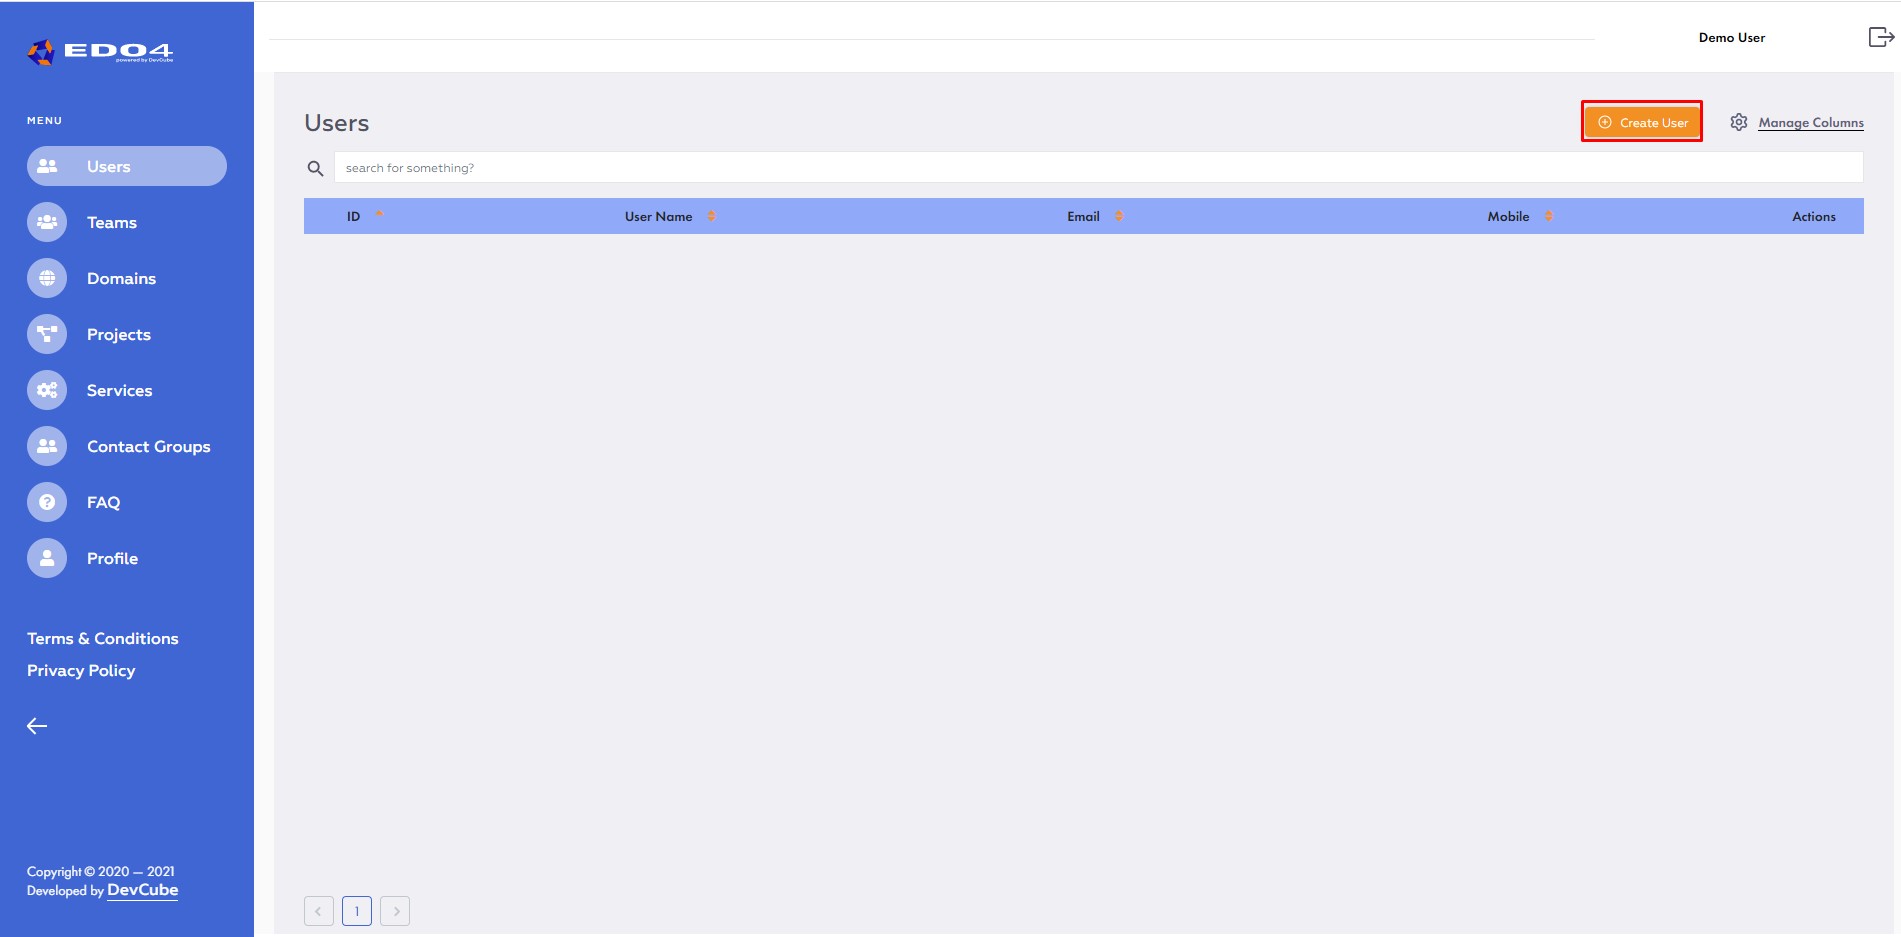 EDO4
powered by DevCube
Demo User
MENU
Users
Teams
Domains
Projects
Services
Contact Groups
FAQ
Profile
Terms & Conditions
Privacy Policy
Copyright © 2020 — 2021
Developed by DevCube
Users
Create User
Manage Columns
search for something?
ID User Name Email Mobile Actions
1